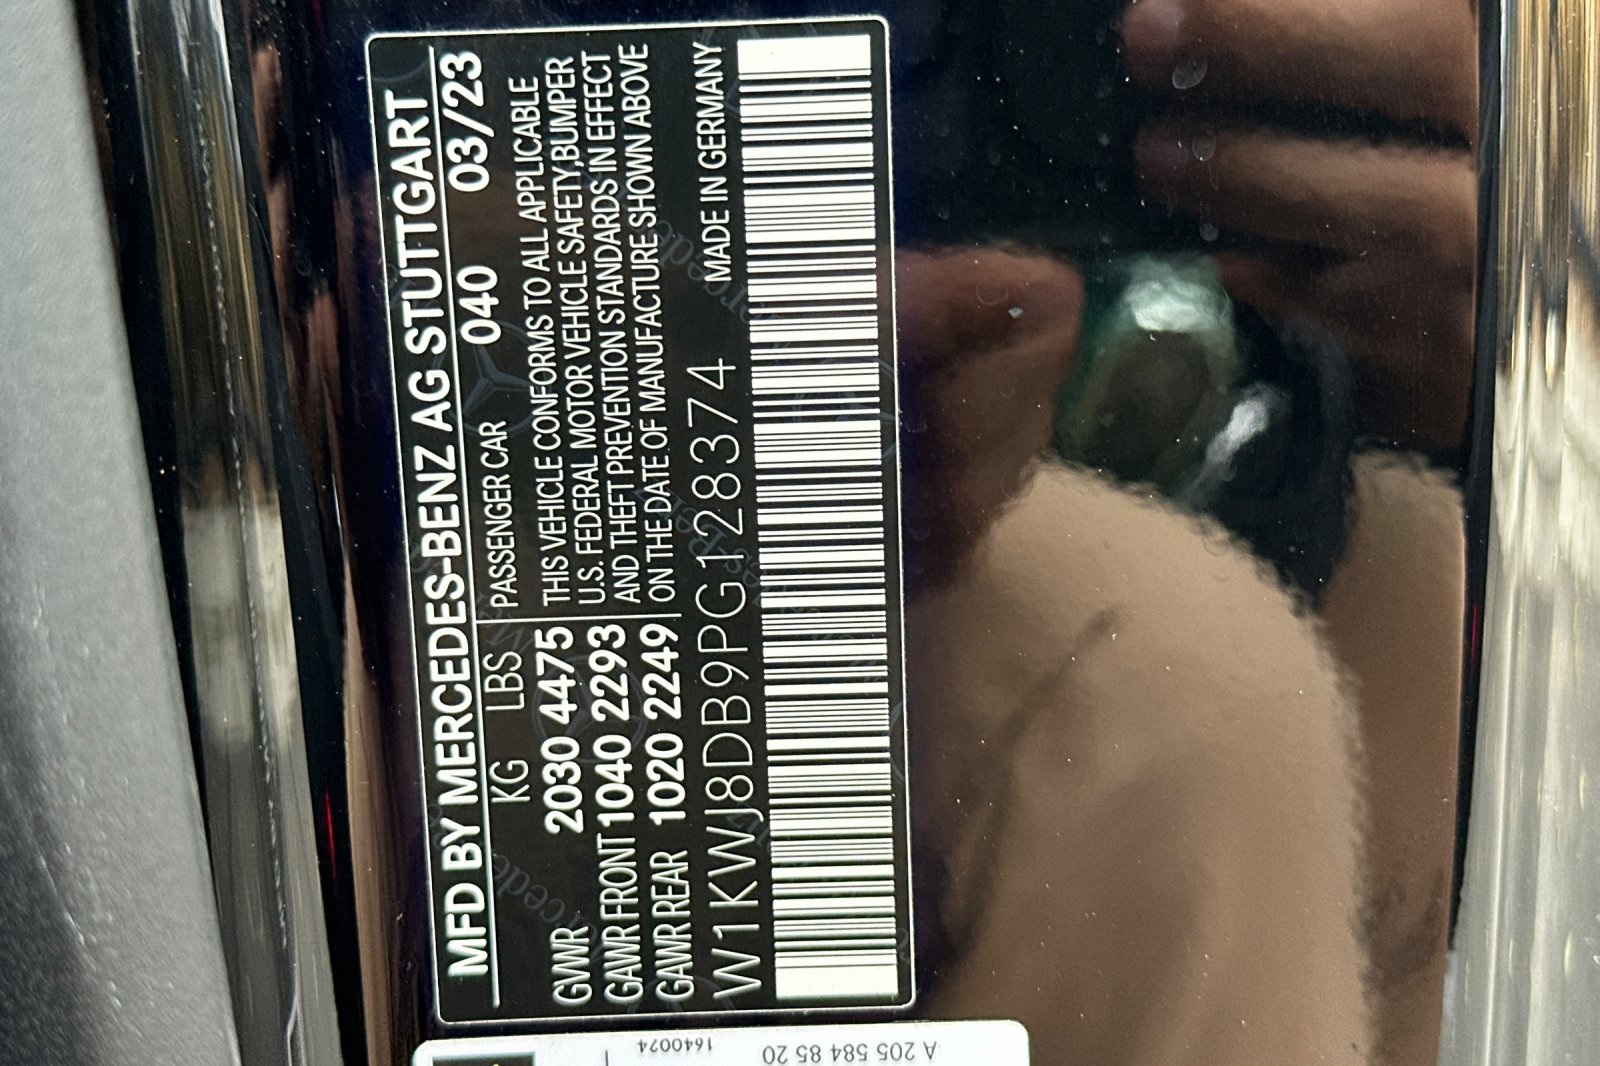 MFD BY MERCEDES-BENZ AG STUTTGART
KG LBS PASSENGER CAR 040 03/23
GVWR 2030 4475
GAWR FRONT 1040 2293
GAWR REAR 1020 2249
THIS VEHICLE CONFORMS TO ALL APPLICABLE
U.S. FEDERAL MOTOR VEHICLE SAFETY,BUMPER
AND THEFT PREVENTION STANDARDS IN EFFECT
ON THE DATE OF MANUFACTURE SHOWN ABOVE
W1KWJ8DB9PG128374 MADE IN GERMANY
1640074
A 205 584 85 20